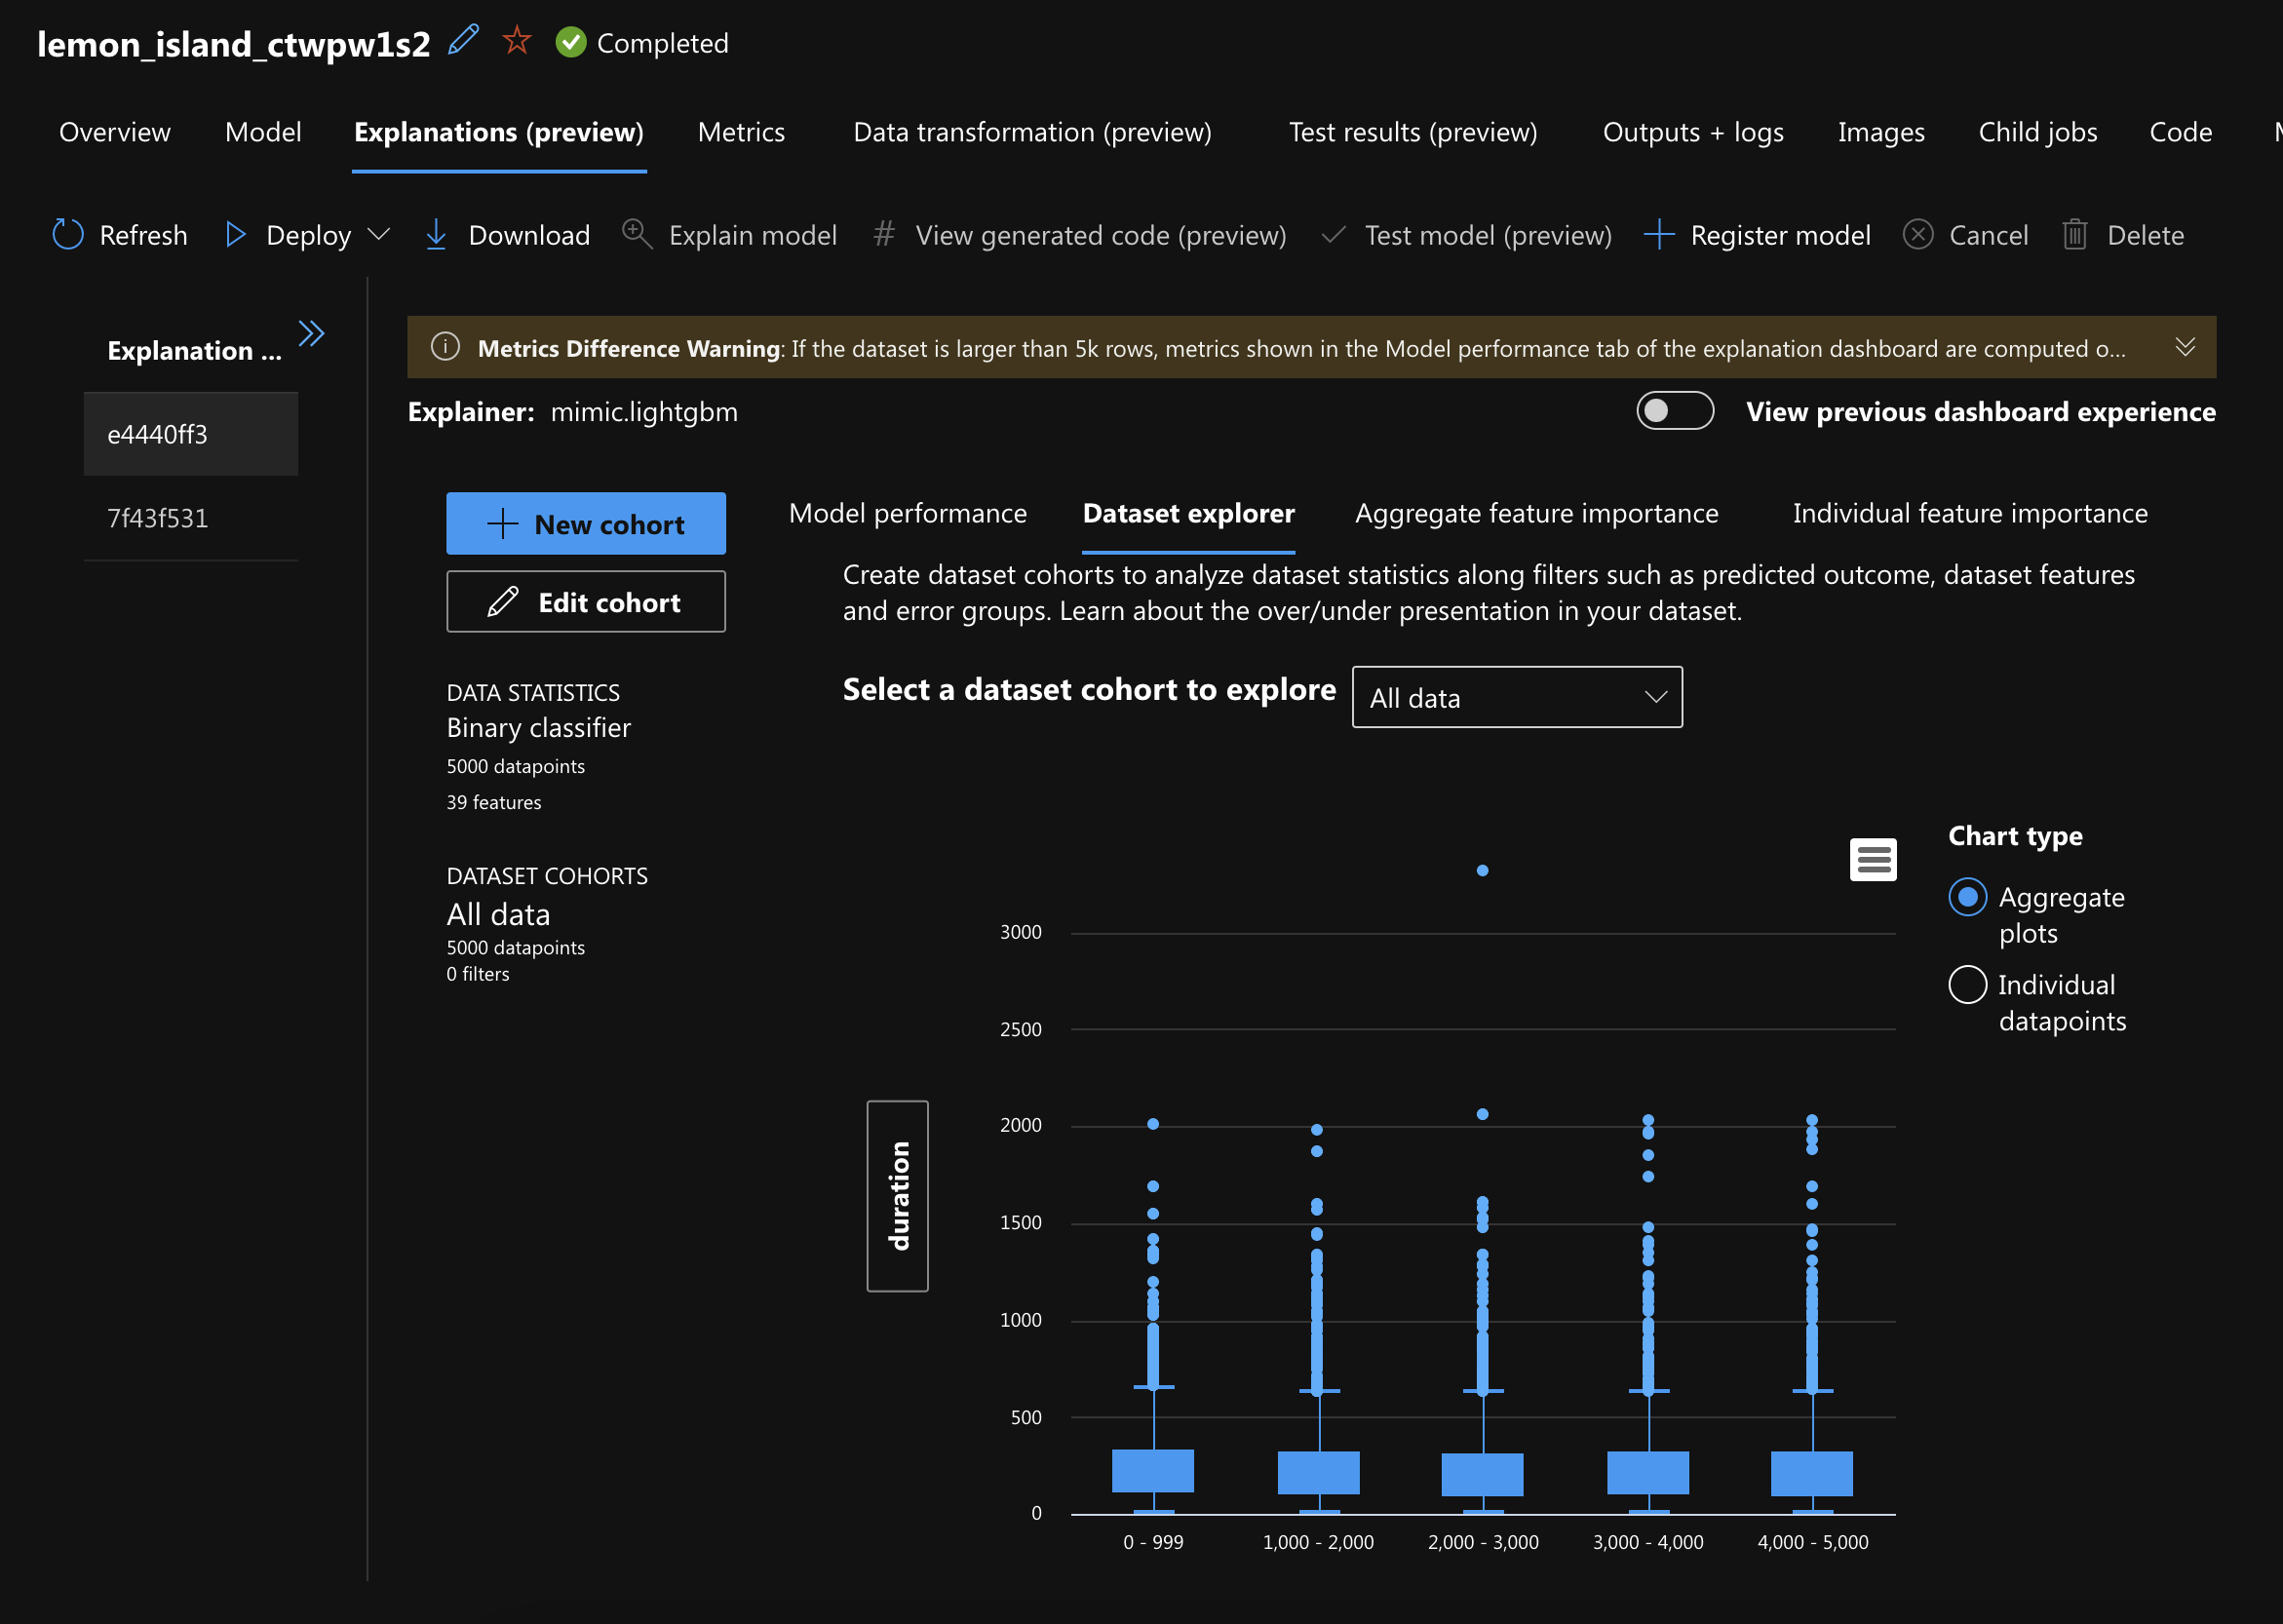 lemon_island_ctwpw1s2 Completed
Overview Model Explanations (preview) Metrics Data transformation (preview) Test results (preview) Outputs + logs Images Child jobs Code
Refresh Deploy Download Explain model # View generated code (preview) Test model (preview) Register model Cancel Delete
Explanation ...
e4440ff3
7f43f531
Metrics Difference Warning: If the dataset is larger than 5k rows, metrics shown in the Model performance tab of the explanation dashboard are computed o...
Explainer: mimic.lightgbm
View previous dashboard experience
New cohort
Edit cohort
DATA STATISTICS
Binary classifier
5000 datapoints
39 features
DATASET COHORTS
All data
5000 datapoints
0 filters
Model performance Dataset explorer Aggregate feature importance Individual feature importance
Create dataset cohorts to analyze dataset statistics along filters such as predicted outcome, dataset features
and error groups. Learn about the over/under presentation in your dataset.
Select a dataset cohort to explore All data
3000
2500
2000
1500
1000
500
0
duration
0 - 999 1,000 - 2,000 2,000 - 3,000 3,000 - 4,000 4,000 - 5,000
Chart type
Aggregate
plots
Individual
datapoints